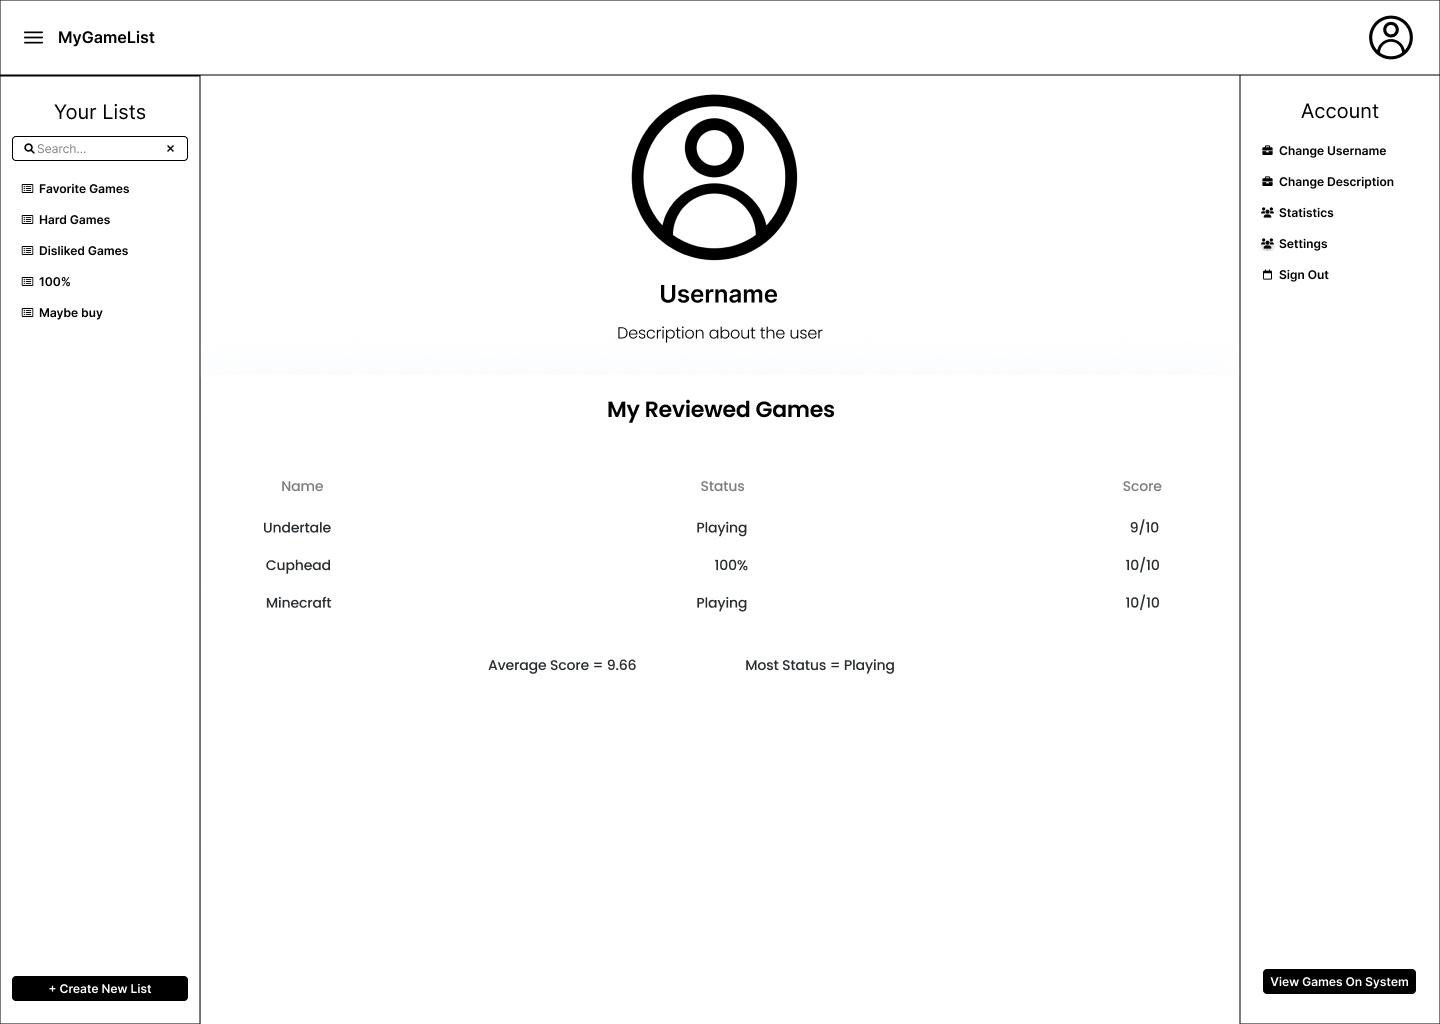 MyGameList
Your Lists
Search...
Favorite Games
Hard Games
Disliked Games
100%
Maybe buy
+ Create New List
Username
Description about the user
My Reviewed Games
Name Status Score
Undertale Playing 9/10
Cuphead 100% 10/10
Minecraft Playing 10/10
Average Score = 9.66 Most Status = Playing
Account
Change Username
Change Description
Statistics
Settings
Sign Out
View Games On System